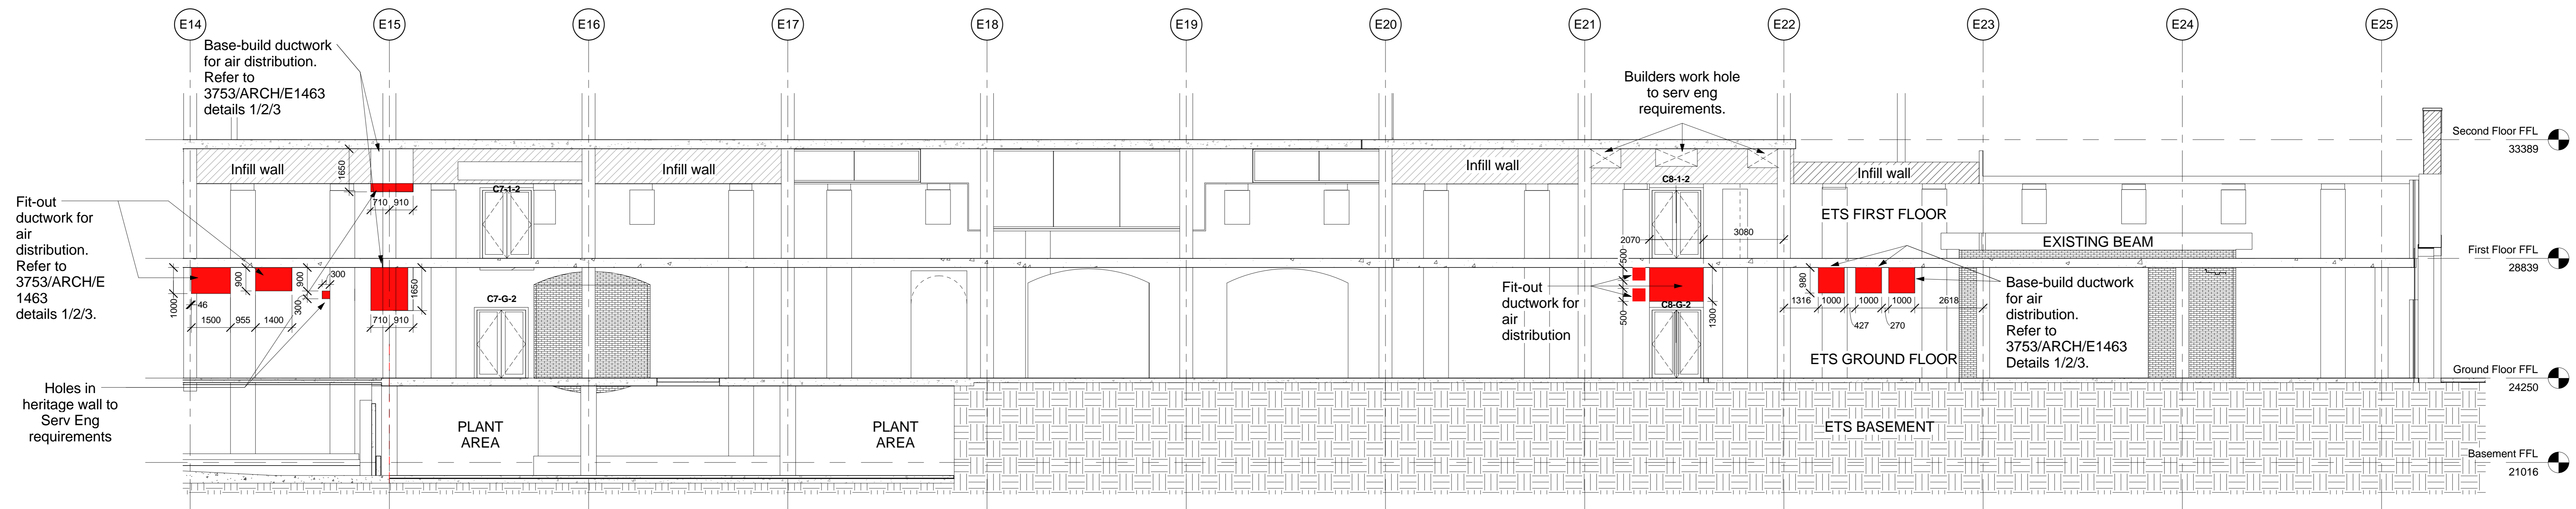 E14
E15
E16
E17
E18
E19
E20
E21
E22
E23
E24
E25
Base-build ductwork
for air distribution.
Refer to
3753/ARCH/E1463
details 1/2/3
Builders work hole
to serv eng
requirements.
Second Floor FFL
33389
Infill wall
1650
Infill wall
Infill wall
Infill wall
C7-1-2
C8-1-2
710
910
Fit-out
ductwork for
air
distribution.
Refer to
3753/ARCH/E
1463
details 1/2/3.
ETS FIRST FLOOR
2070
3080
EXISTING BEAM
First Floor FFL
28839
500
1000
46
900
900
300
300
1650
1500
955
1400
710
910
C7-G-2
Fit-out
ductwork for
air
distribution
500
C8-G-2
1300
980
1316
1000
1000
1000
2618
427
270
Base-build ductwork
for air
distribution.
Refer to
3753/ARCH/E1463
Details 1/2/3.
ETS GROUND FLOOR
Ground Floor FFL
24250
Holes in
heritage wall to
Serv Eng
requirements
PLANT
AREA
PLANT
AREA
ETS BASEMENT
Basement FFL
21016